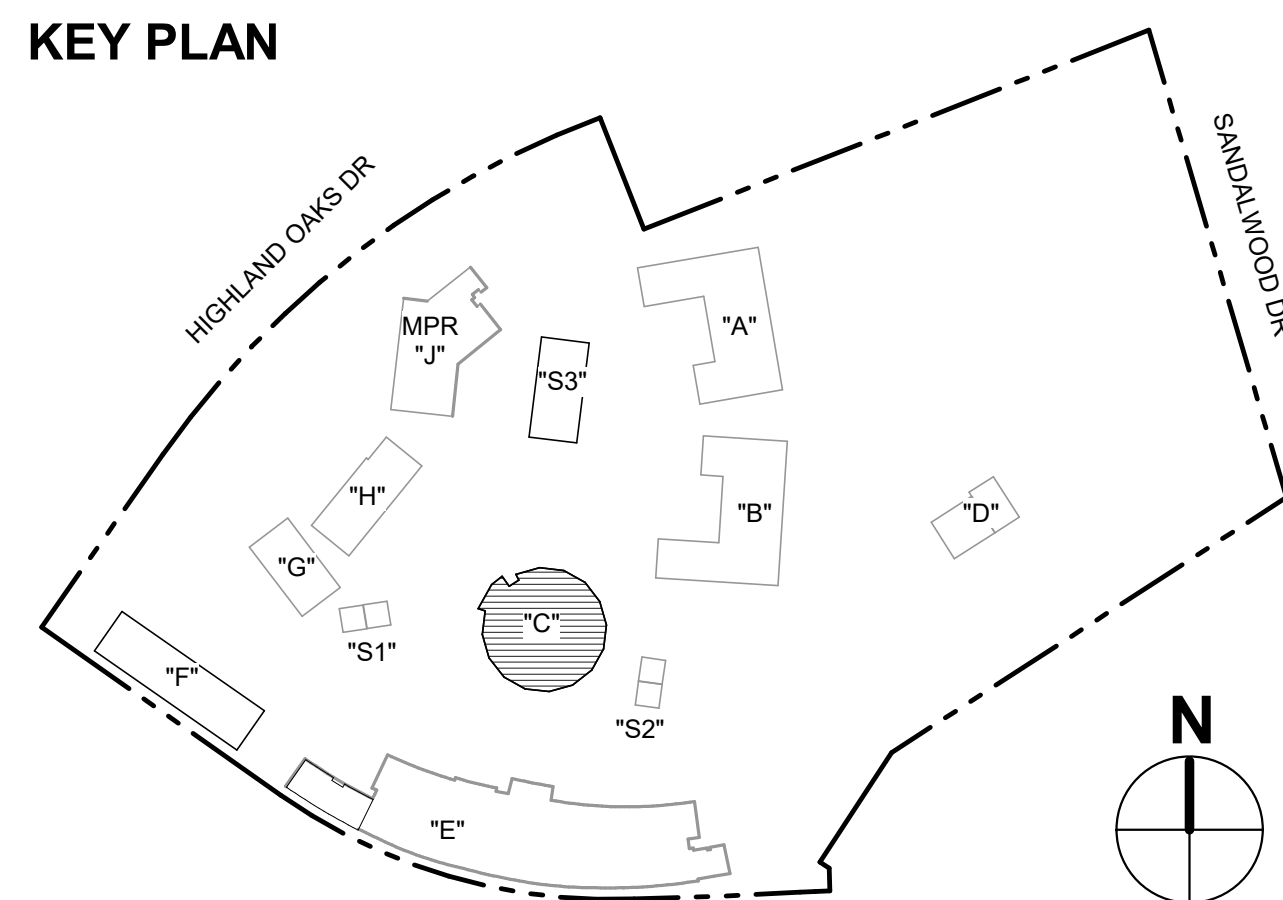 KEY PLAN
HIGHLAND OAKS DR
SANDALWOOD DR
MPR
"J"
"S3"
"A"
"H"
"B"
"D"
"G"
"C"
"S1"
"F"
"S2"
N
"E"